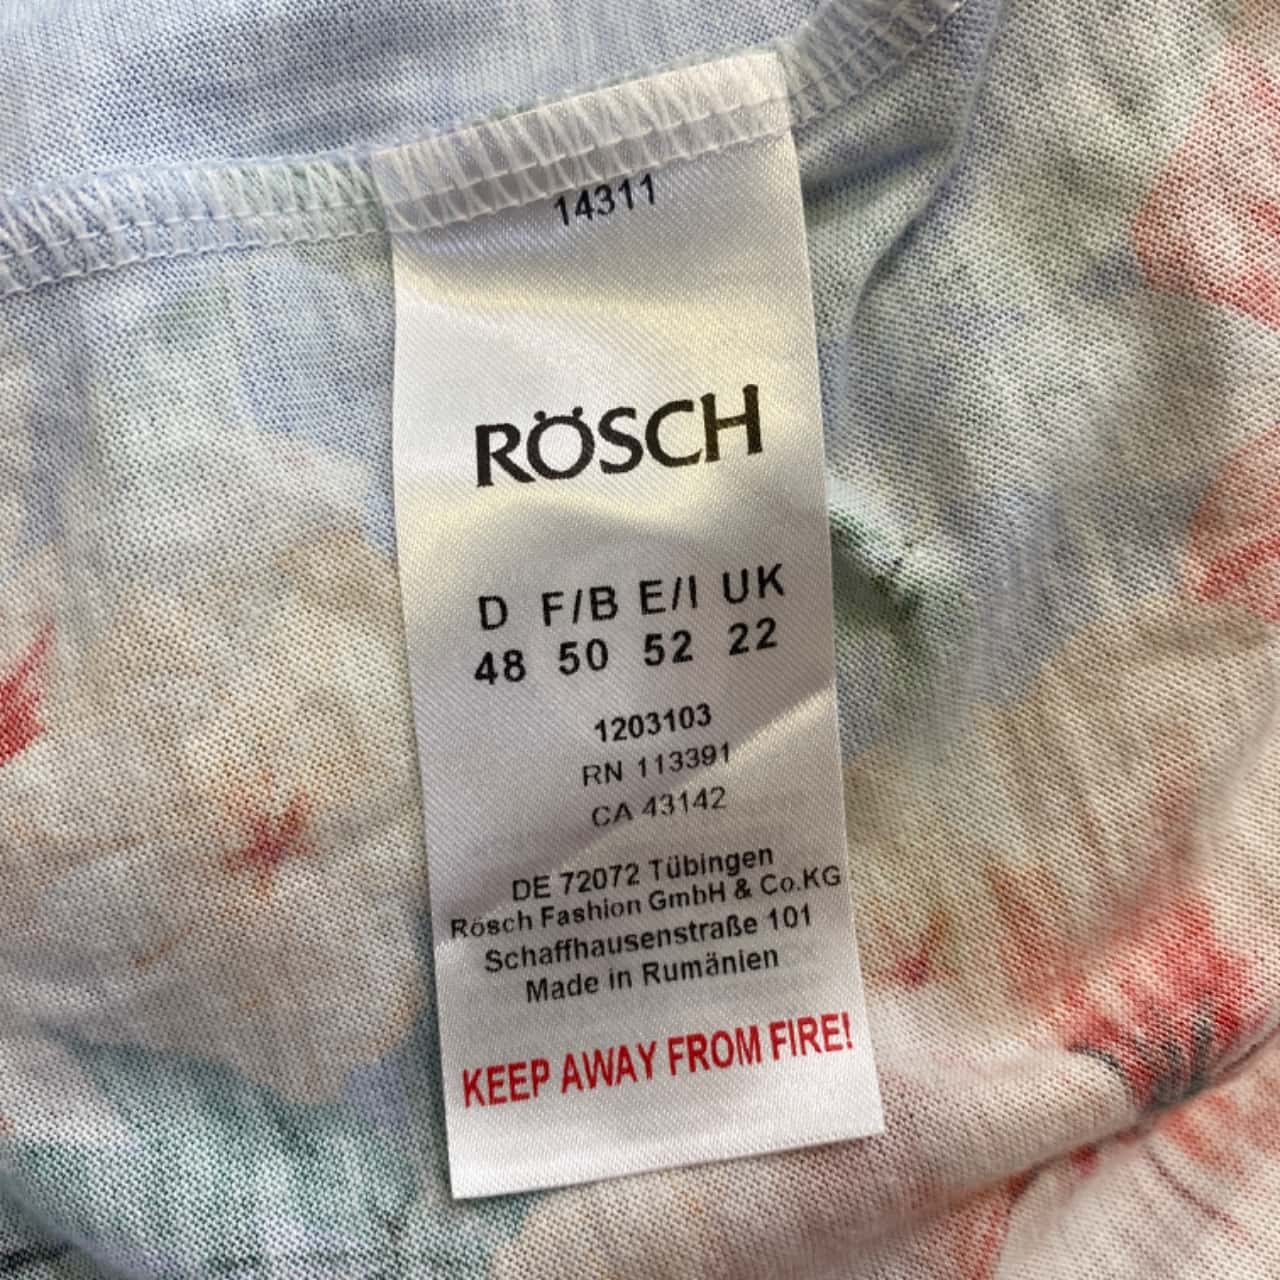 14311
RÖSCH
D F/B E/I UK
48 50 52 22
1203103
RN 113391
CA 43142
DE 72072 Tübingen
Rösch Fashion GmbH & Co.KG
Schaffhausenstraße 101
Made in Rumänien
KEEP AWAY FROM FIRE!